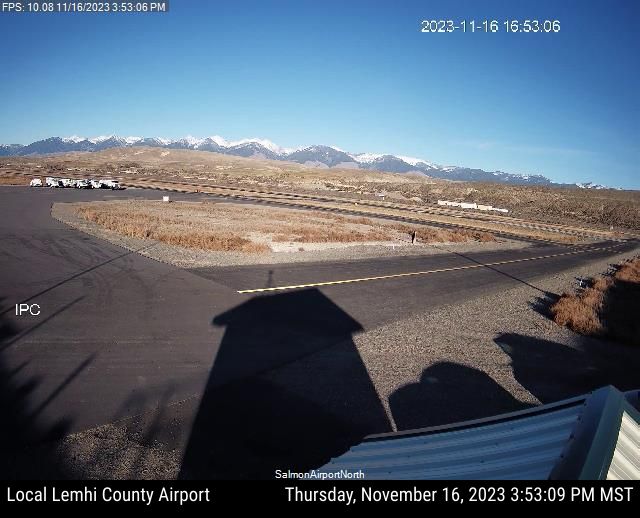 FPS: 10.08 11/16/2023 3:53:06 PM
2023-11-16 16:53:06
IPC
SalmonAirportNorth
Local Lemhi County Airport
Thursday, November 16, 2023 3:53:09 PM MST